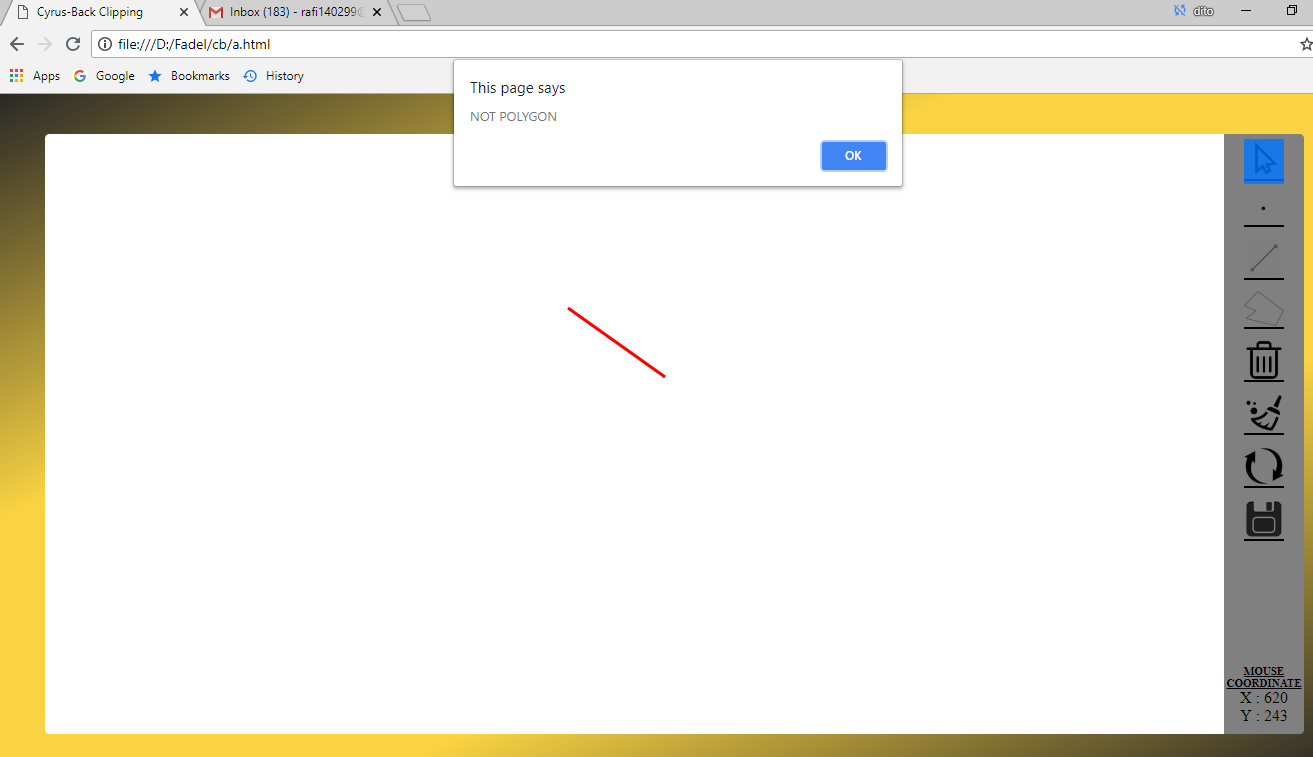 Cyrus-Back Clipping
Inbox (183) - rafi140299@
dito
file:///D:/Fadel/cb/a.html
Apps Google Bookmarks History
This page says
NOT POLYGON
OK
MOUSE
COORDINATE
X : 620
Y : 243